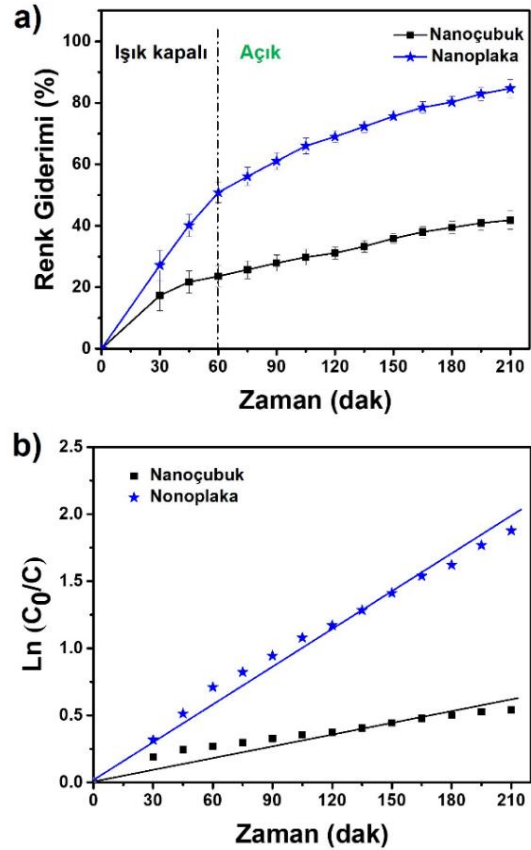 a)
Işık kapalı
Açık
Nanoçubuk
Nanoplaka
Renk Giderimi (%)
100
80
60
40
20
0
0 30 60 90 120 150 180 210
Zaman (dak)
b)
Nanoçubuk
Nonoplaka
Ln (C0/C)
2.5
2.0
1.5
1.0
0.5
0.0
0 30 60 90 120 150 180 210
Zaman (dak)